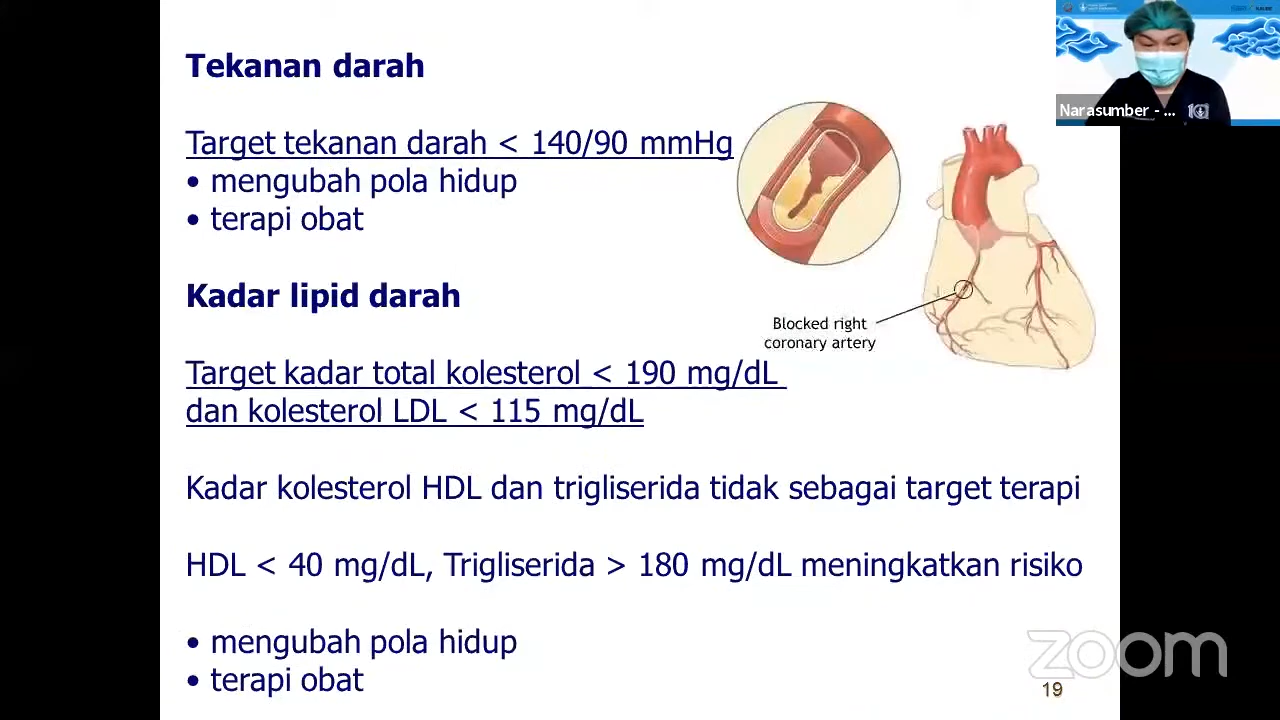 Tekanan darah
Target tekanan darah < 140/90 mmHg
• mengubah pola hidup
• terapi obat
Kadar lipid darah
Target kadar total kolesterol < 190 mg/dL
dan kolesterol LDL < 115 mg/dL
Kadar kolesterol HDL dan trigliserida tidak sebagai target terapi
HDL < 40 mg/dL, Trigliserida > 180 mg/dL meningkatkan risiko
• mengubah pola hidup
• terapi obat
Blocked right
coronary artery
Narasumber - ...
zoom
19